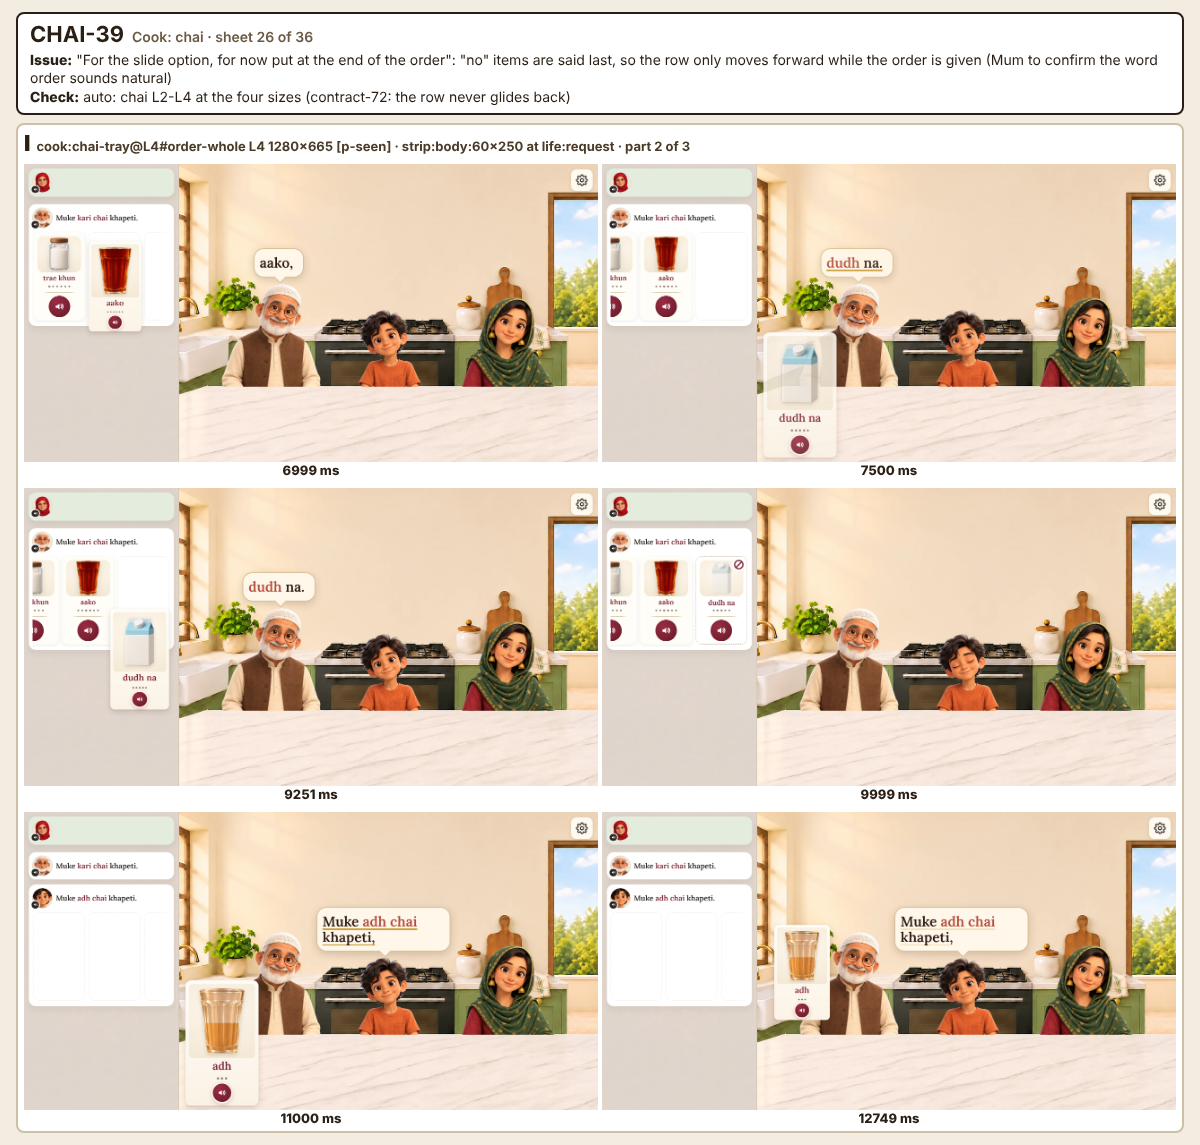 CHAI-39 Cook: chai · sheet 26 of 36
Issue: "For the slide option, for now put at the end of the order": "no" items are said last, so the row only moves forward while the order is given (Mum to confirm the word
order sounds natural)
Check: auto: chai L2-L4 at the four sizes (contract-72: the row never glides back)
cook:chai-tray@L4#order-whole L4 1280×665 [p-seen] · strip:body:60×250 at life:request · part 2 of 3
Muke kari chai khapeti.
trae khun
aako
aako,
6999 ms
Muke kari chai khapeti.
khun
aako
dudh na.
dudh na
7500 ms
Muke kari chai khapeti.
khun
aako
dudh na
dudh na.
9251 ms
Muke kari chai khapeti.
khun
aako
dudh na
9999 ms
Muke kari chai khapeti.
Muke adh chai khapeti.
Muke adh chai
khapeti,
adh
11000 ms
Muke kari chai khapeti.
Muke adh chai khapeti.
Muke adh chai
khapeti,
adh
12749 ms